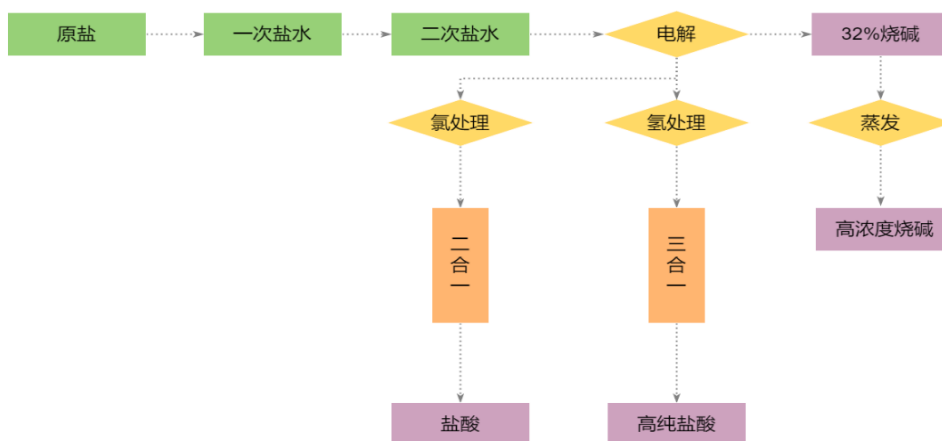 原盐
一次盐水
二次盐水
电解
32%烧碱
氯处理
氢处理
蒸发
二合一
三合一
高浓度烧碱
盐酸
高纯盐酸